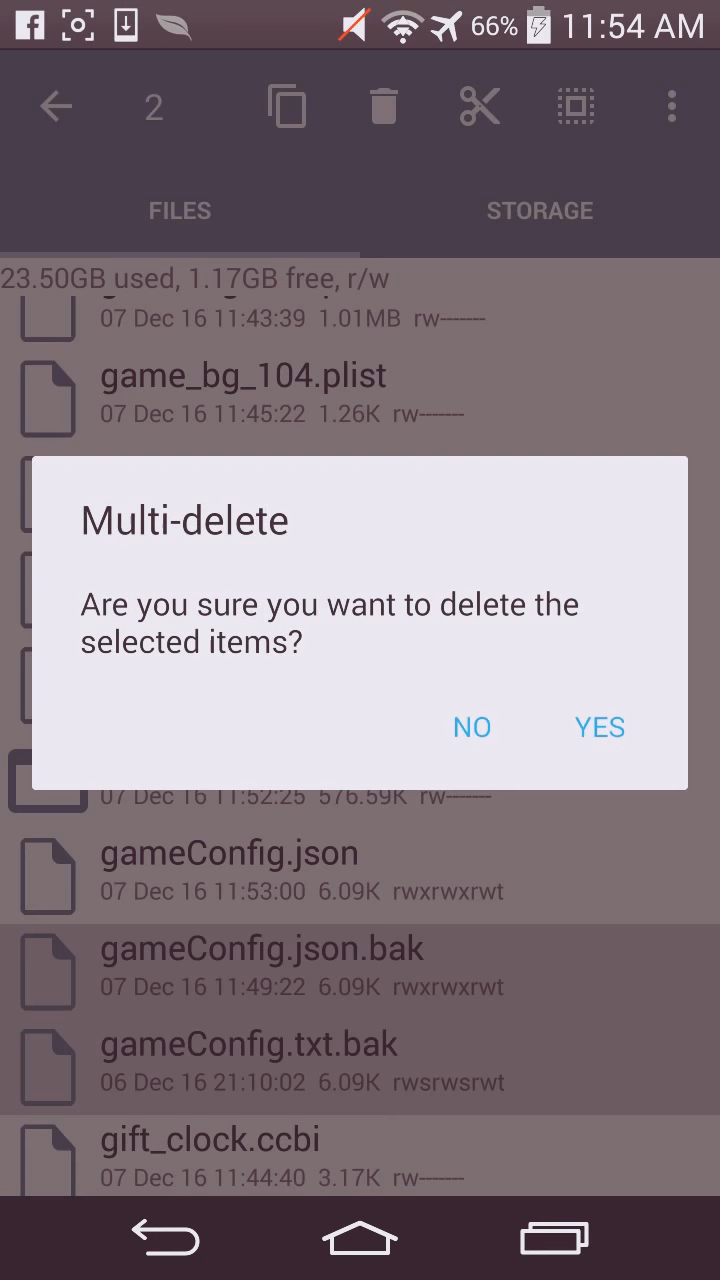 66% 11:54 AM
2
FILES STORAGE
23.50GB used, 1.17GB free, r/w
07 Dec 16 11:43:39 1.01MB rw-------
game_bg_104.plist
07 Dec 16 11:45:22 1.26K rw-------
Multi-delete
Are you sure you want to delete the
selected items?
NO YES
07 Dec 16 11:52:25 576.59K rw-------
gameConfig.json
07 Dec 16 11:53:00 6.09K rwxrwxrwt
gameConfig.json.bak
07 Dec 16 11:49:22 6.09K rwxrwxrwt
gameConfig.txt.bak
06 Dec 16 21:10:02 6.09K rwsrwsrwt
gift_clock.ccbi
07 Dec 16 11:44:40 3.17K rw-------